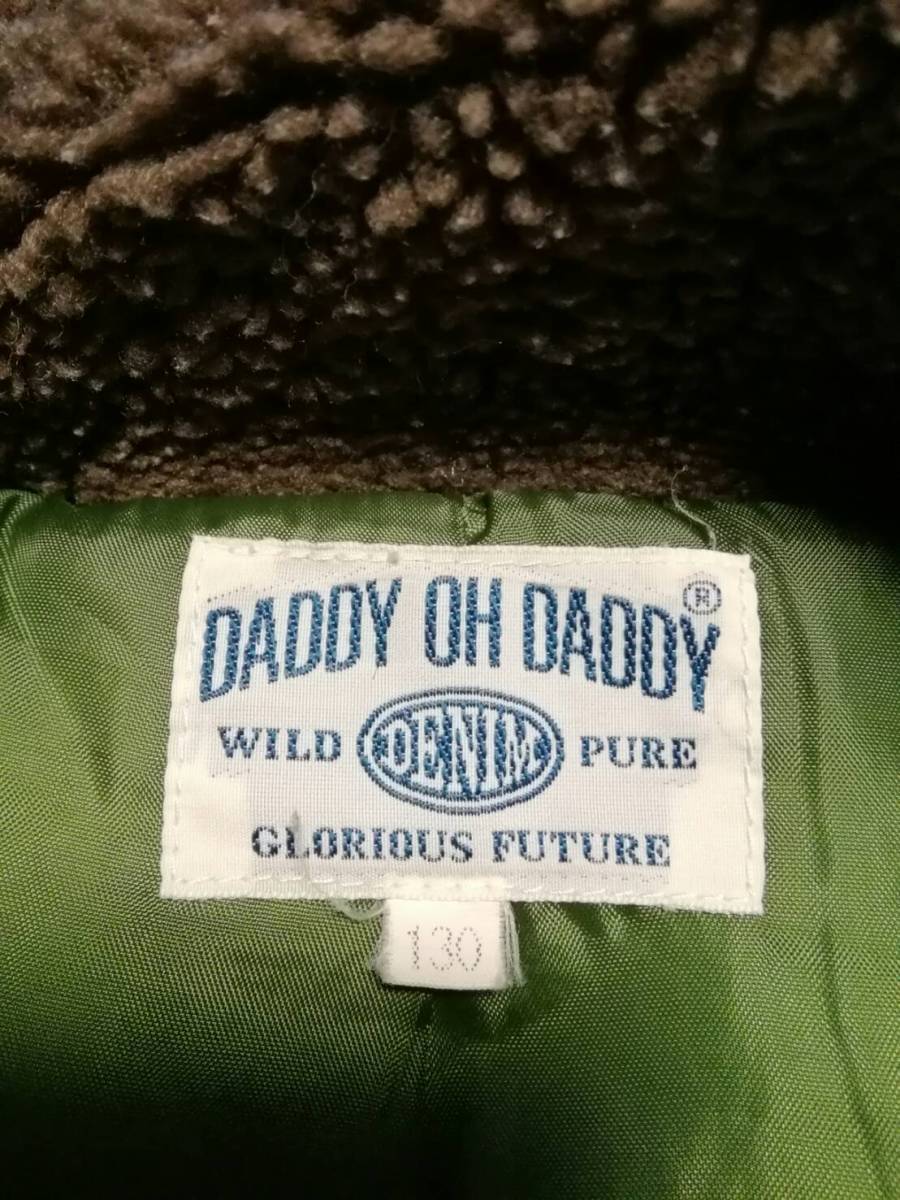 DADDY OH DADDY ®
WILD DENIM PURE
GLORIOUS FUTURE
130